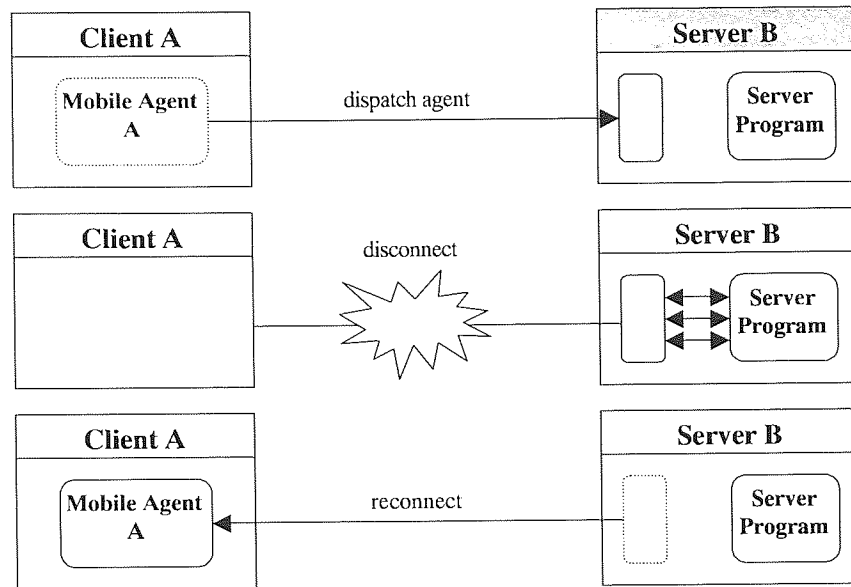 Client A
Server B
Mobile Agent
A
dispatch agent
Server
Program
Client A
Server B
disconnect
Server
Program
Client A
Server B
Mobile Agent
A
reconnect
Server
Program